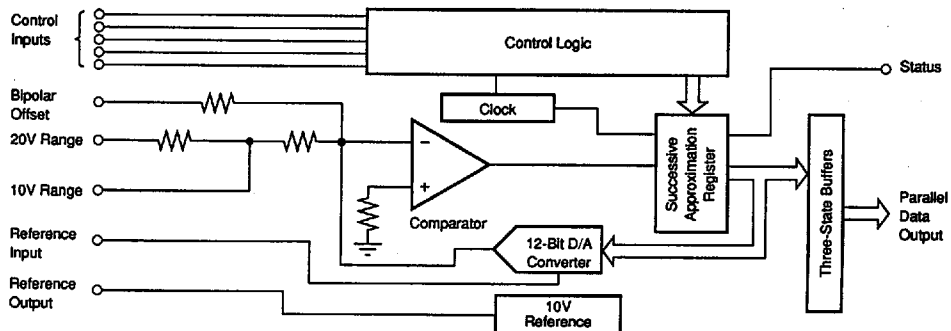 Control
Inputs
Control Logic
Status
Bipolar
Offset
Clock
20V Range
10V Range
−
+
Comparator
Successive
Approximation
Register
Three-State Buffers
Parallel
Data
Output
Reference
Input
12-Bit D/A
Converter
Reference
Output
10V
Reference